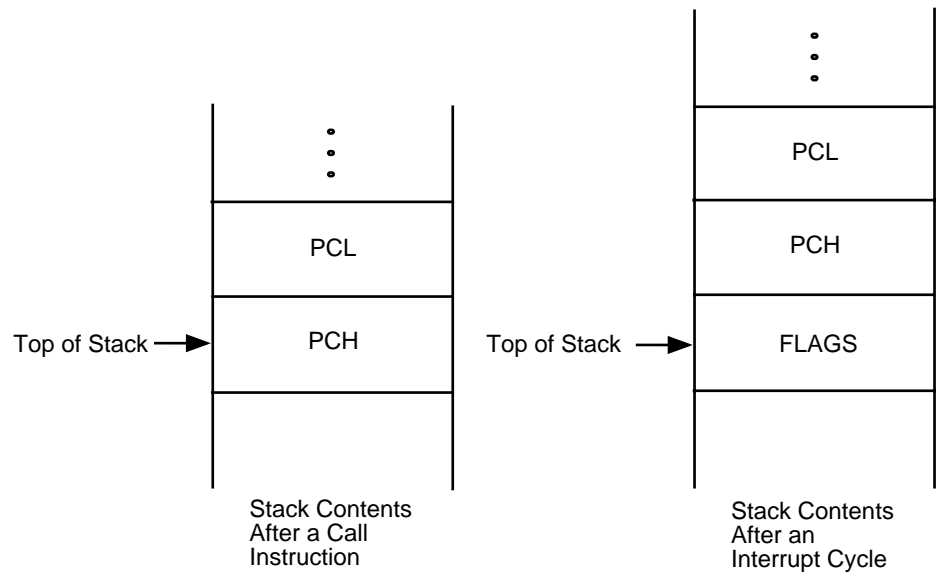 PCL
PCH
Top of Stack
Stack Contents
After a Call
Instruction
PCL
PCH
FLAGS
Top of Stack
Stack Contents
After an
Interrupt Cycle